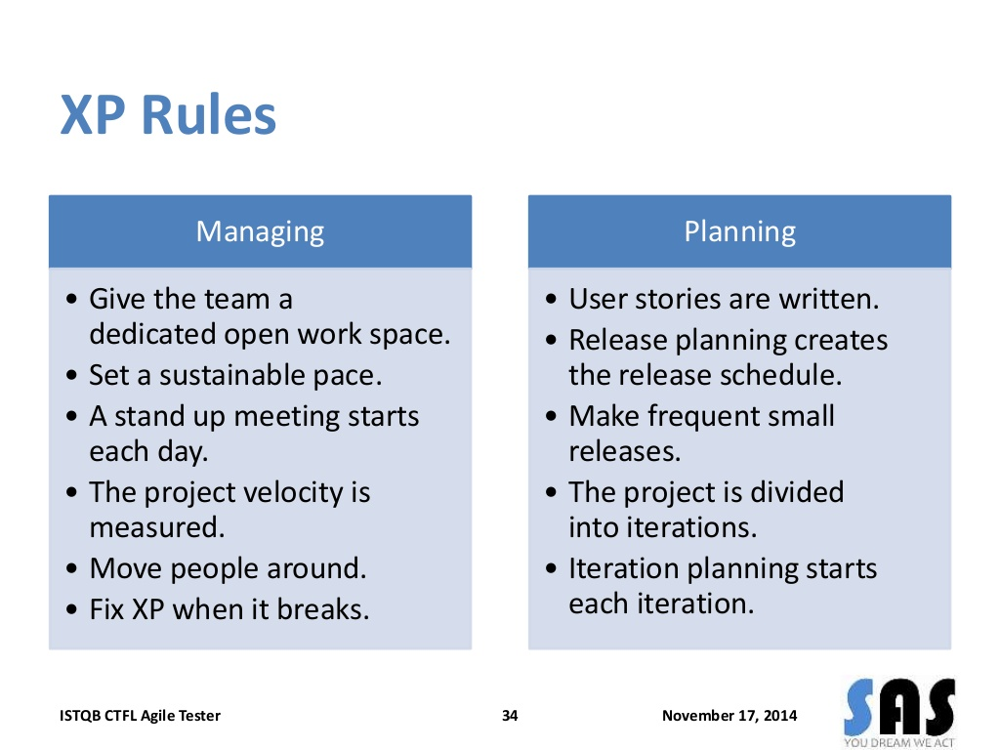 XP Rules
Managing
• Give the team a
dedicated open work space.
• Set a sustainable pace.
• A stand up meeting starts
each day.
• The project velocity is
measured.
• Move people around.
• Fix XP when it breaks.
Planning
• User stories are written.
• Release planning creates
the release schedule.
• Make frequent small
releases.
• The project is divided
into iterations.
• Iteration planning starts
each iteration.
ISTQB CTFL Agile Tester
34
November 17, 2014
SAS
YOU DREAM WE ACT